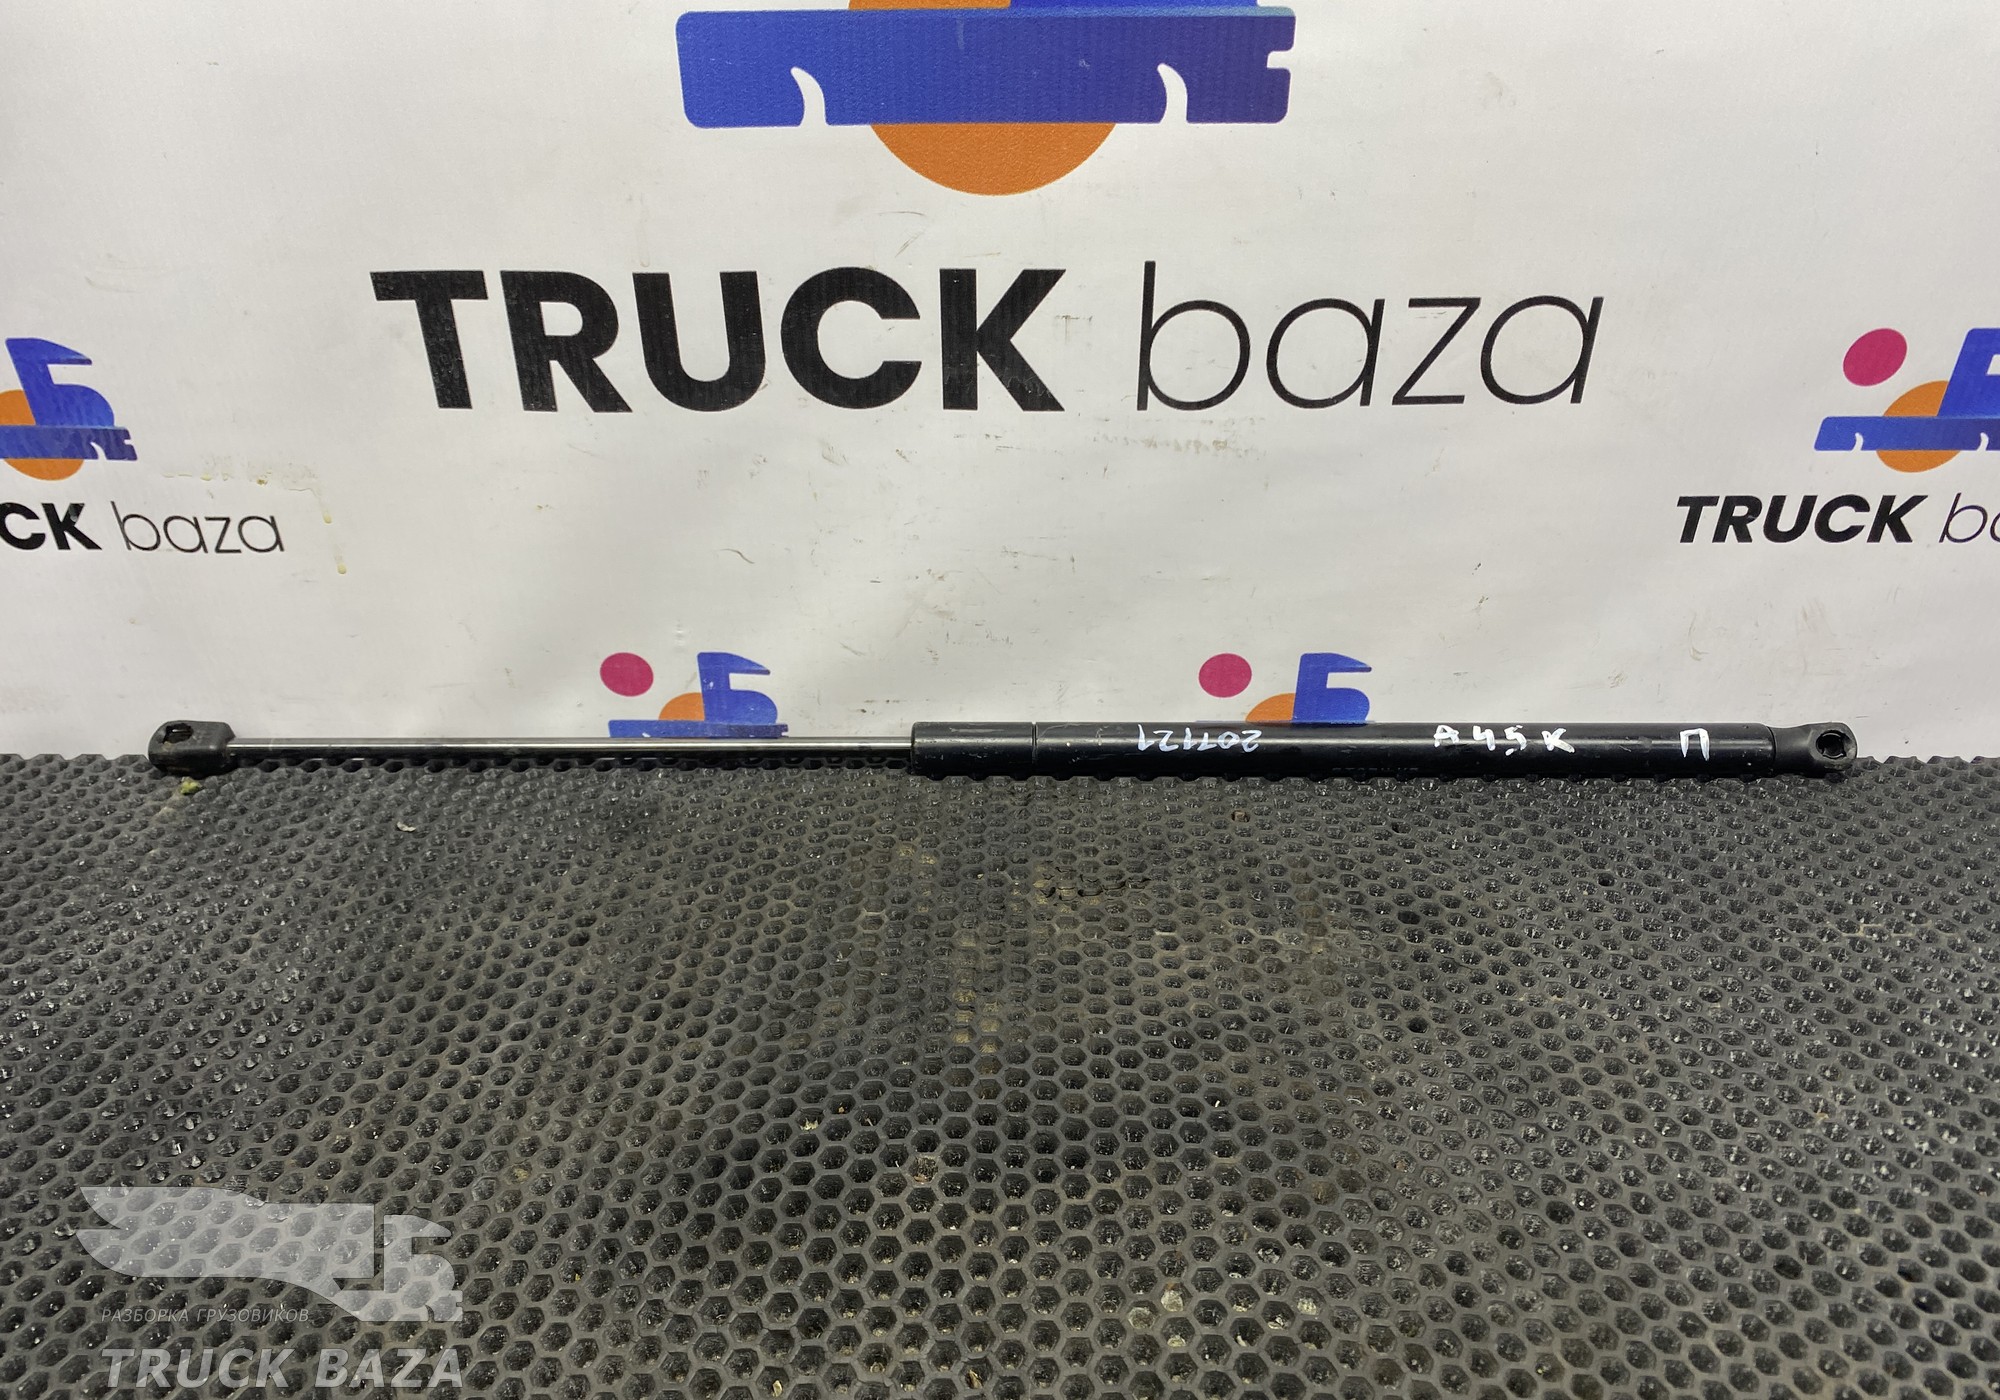 TRUCK baza
CK baza
TRUCK ba
207121
A45K
П
РАЗБОРКА ГРУЗОВИКОВ
TRUCK BAZA